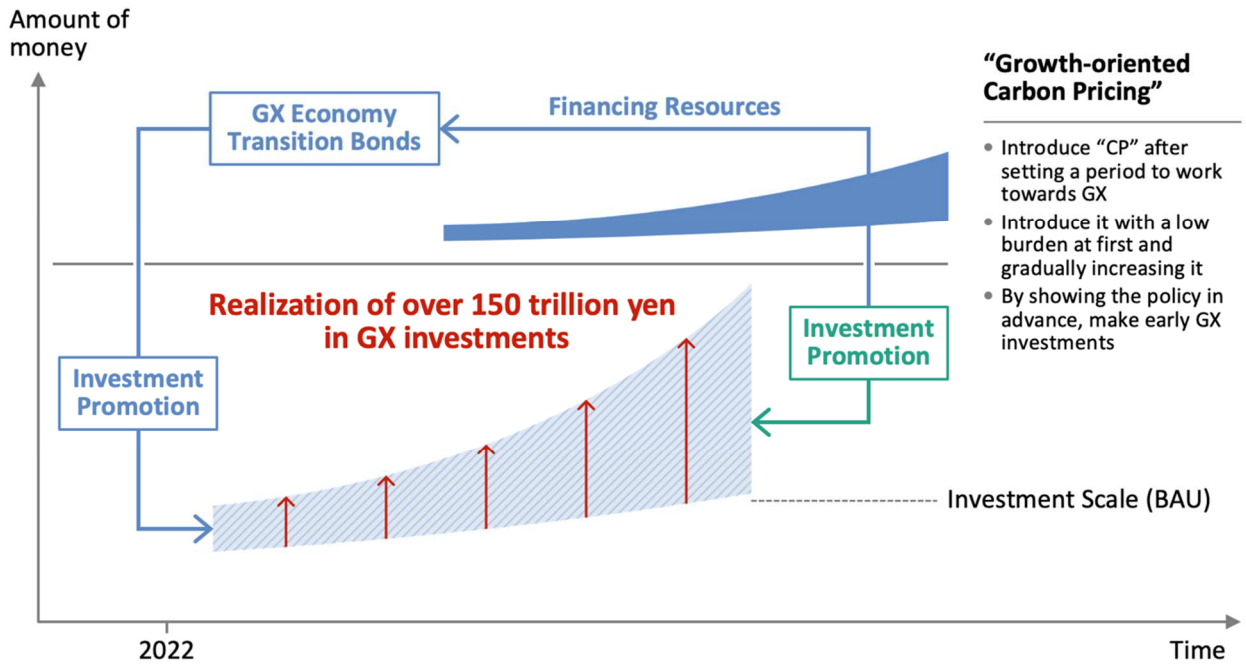 Amount of
money
“Growth-oriented
Carbon Pricing”
GX Economy
Transition Bonds
Financing Resources
• Introduce “CP” after
setting a period to work
towards GX
• Introduce it with a low
burden at first and
gradually increasing it
• By showing the policy in
advance, make early GX
investments
Realization of over 150 trillion yen
in GX investments
Investment
Promotion
Investment
Promotion
Investment Scale (BAU)
2022
Time